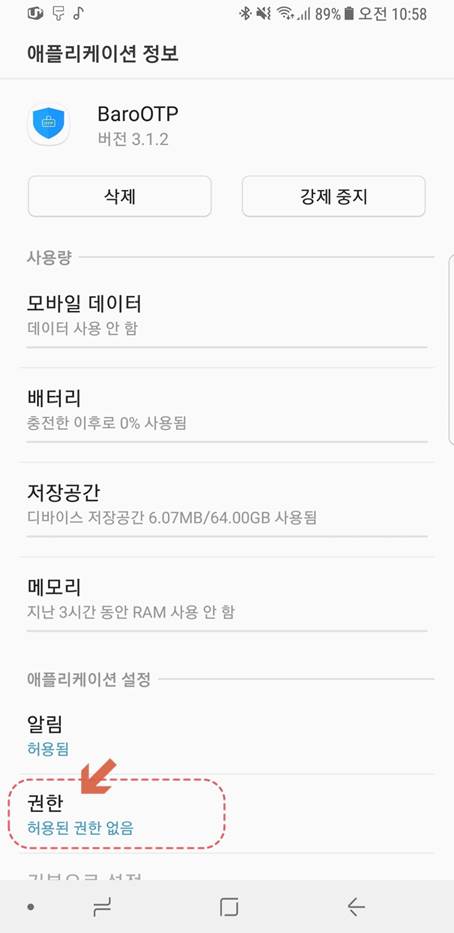 89% 오전 10:58
애플리케이션 정보
BaroOTP
버전 3.1.2
삭제
강제 중지
사용량
모바일 데이터
데이터 사용 안 함
배터리
충전한 이후로 0% 사용됨
저장공간
디바이스 저장공간 6.07MB/64.00GB 사용됨
메모리
지난 3시간 동안 RAM 사용 안 함
애플리케이션 설정
알림
허용됨
권한
허용된 권한 없음